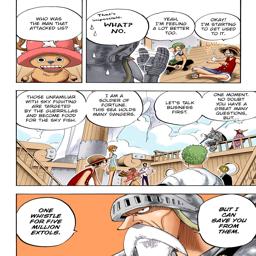 WHO WAS
THE MAN
THAT
ATTACKED US?
That's
impossible.
WHAT?
NO.
YEAH,
I'M FEELING
A LOT
BETTER
TOO.
OKAY!
I'M STARTING
TO GET
USED TO
IT.
THOSE UNFAMILIAR
WITH SKY FIGHTING
ARE TARGETED
BY THE
GUERRILLAS
AND BECOME
FOOD FOR
THE SKY FISH.
I AM A
SOLDIER OF
FORTUNE.
THIS SEA HOLDS
MANY DANGERS.
LET'S TALK
BUSINESS
FIRST.
ONE MOMENT.
NO DOUBT
YOU HAVE A
GREAT MANY
QUESTIONS,
BUT...
ONE
WHISTLE FOR
FIVE
MILLION
EXTOLS.
BUT I
CAN
SAVE YOU
FROM
THEM.